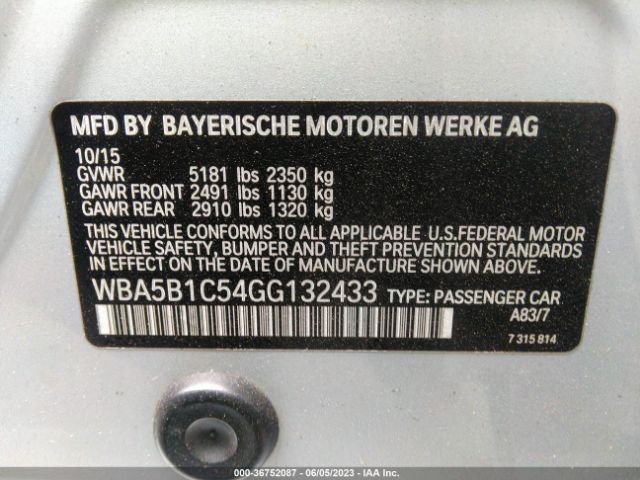 MFD BY BAYERISCHE MOTOREN WERKE AG
10/15
GVWR 5181 lbs 2350 kg
GAWR FRONT 2491 lbs 1130 kg
GAWR REAR 2910 lbs 1320 kg
THIS VEHICLE CONFORMS TO ALL APPLICABLE U.S.FEDERAL MOTOR
VEHICLE SAFETY, BUMPER AND THEFT PREVENTION STANDARDS
IN EFFECT ON THE DATE OF MANUFACTURE SHOWN ABOVE.
WBA5B1C54GG132433 TYPE: PASSENGER CAR
A83/7
7 315 814
000-36752087 - 06/05/2023 - IAA Inc.